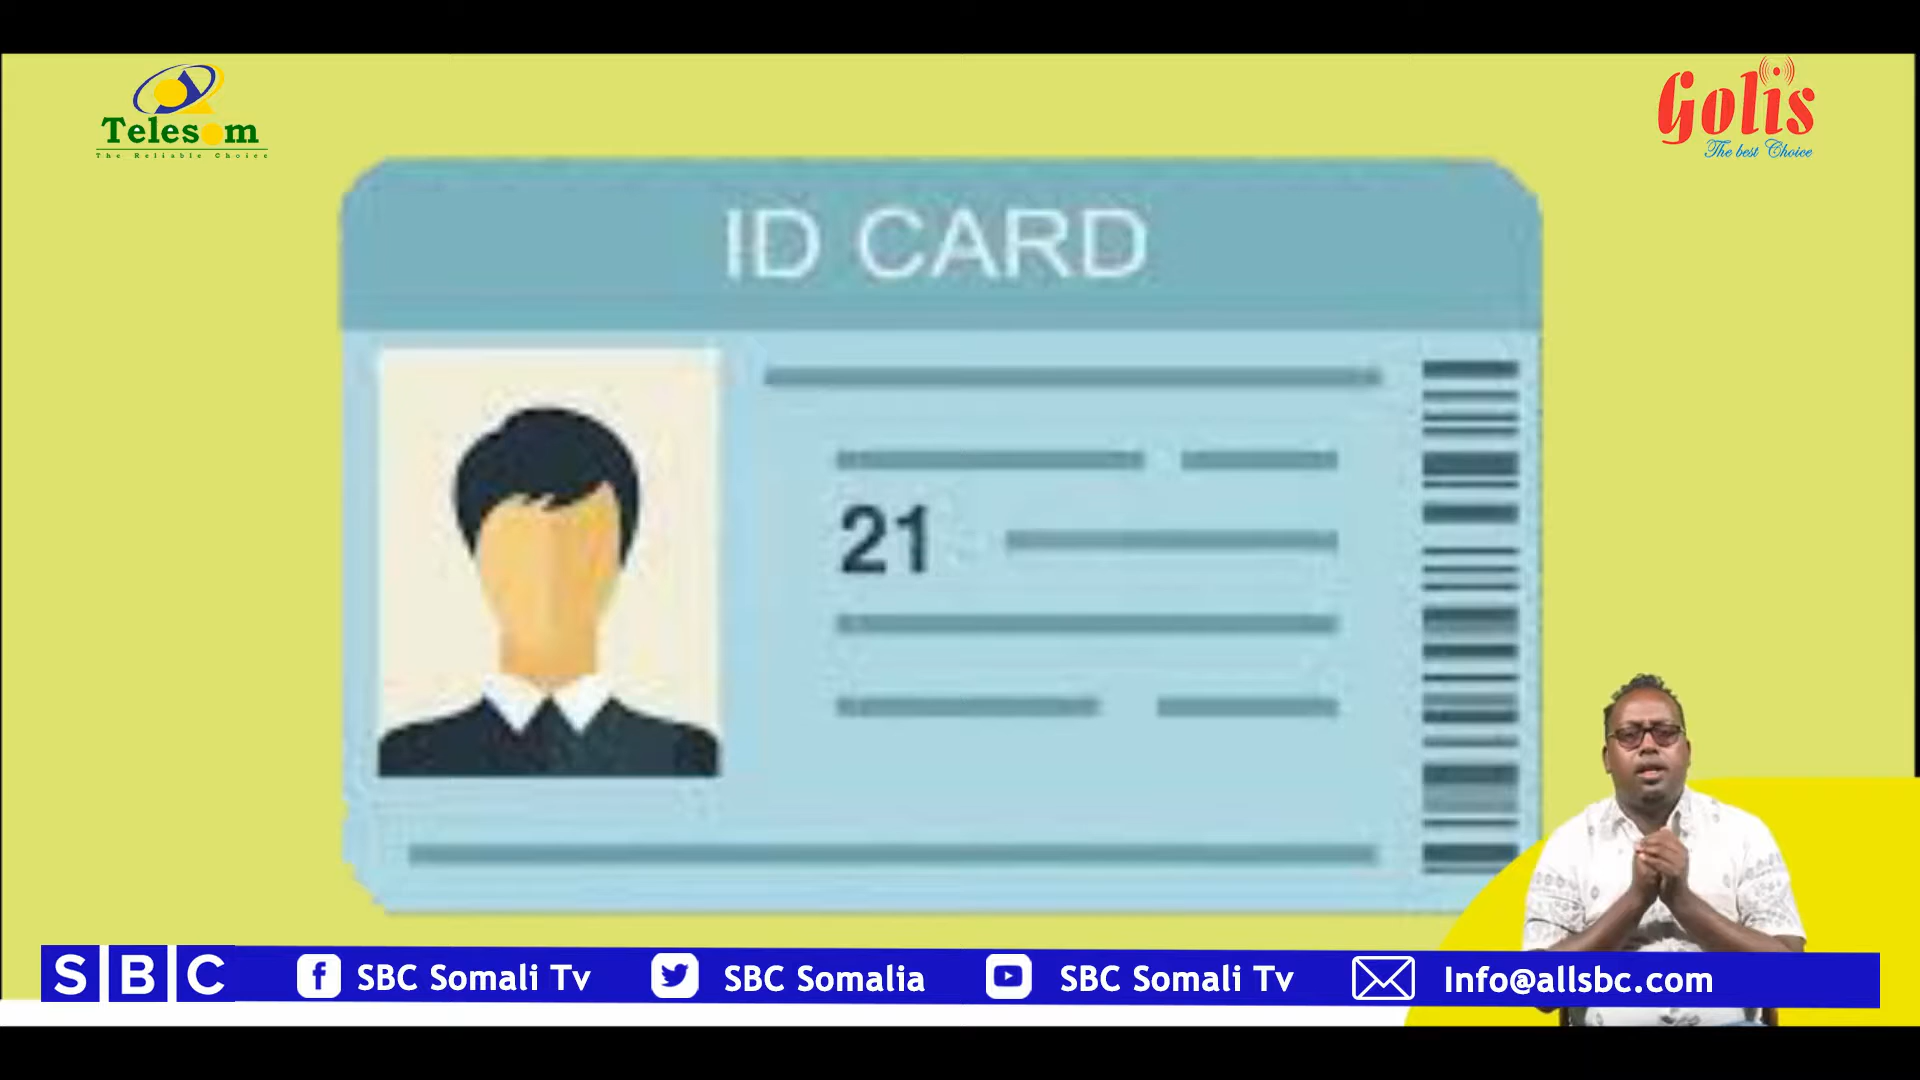 Telesom
The Reliable Choice
Golis
The best Choice
ID CARD
21
SBC
SBC Somali Tv
SBC Somalia
SBC Somali Tv
Info@allsbc.com